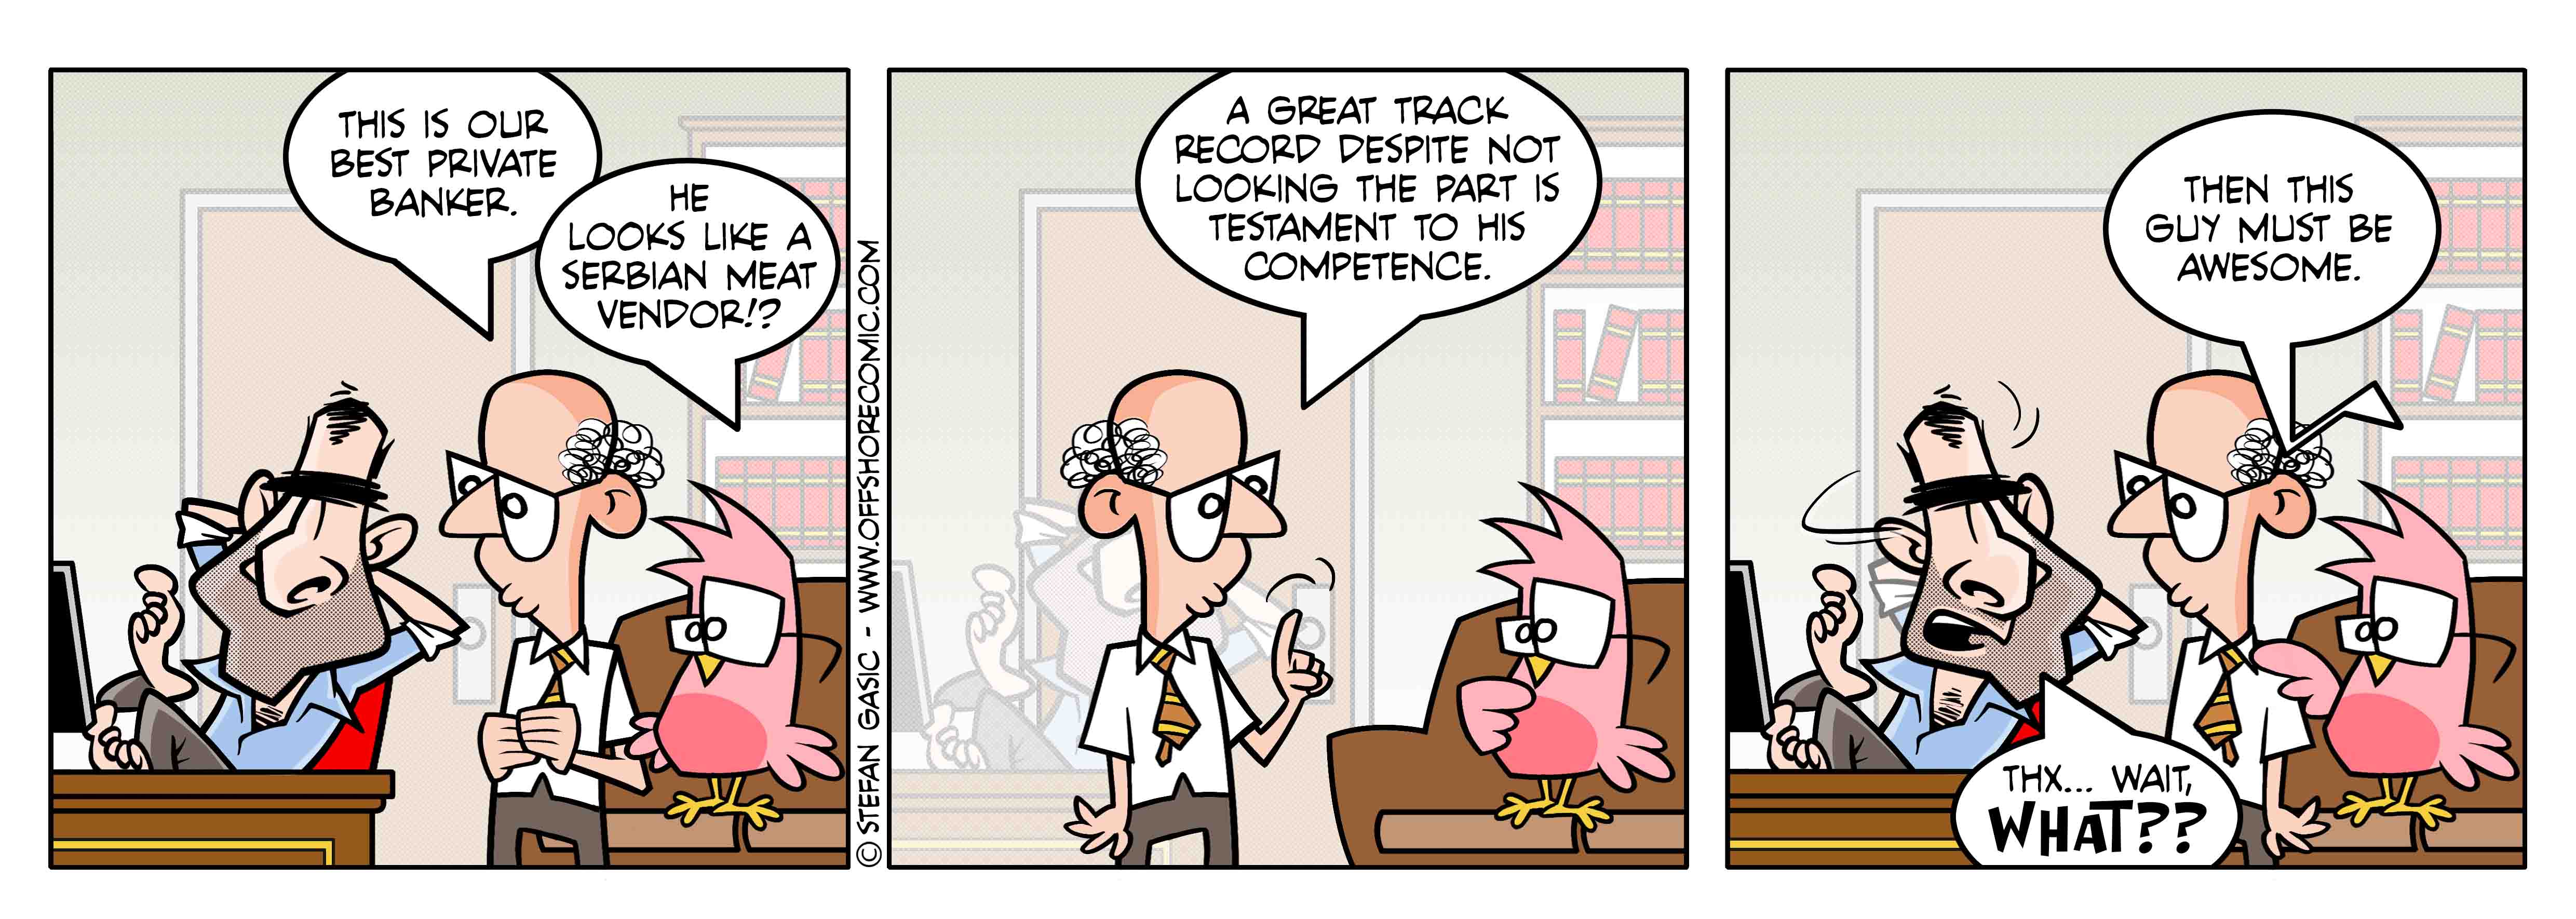 THIS IS OUR
BEST PRIVATE
BANKER.
HE
LOOKS LIKE A
SERBIAN MEAT
VENDOR!?
© STEFAN GASIC - WWW.OFFSHORECOMIC.COM
A GREAT TRACK
RECORD DESPITE NOT
LOOKING THE PART IS
TESTAMENT TO HIS
COMPETENCE.
THEN THIS
GUY MUST BE
AWESOME.
THX... WAIT,
WHAT??